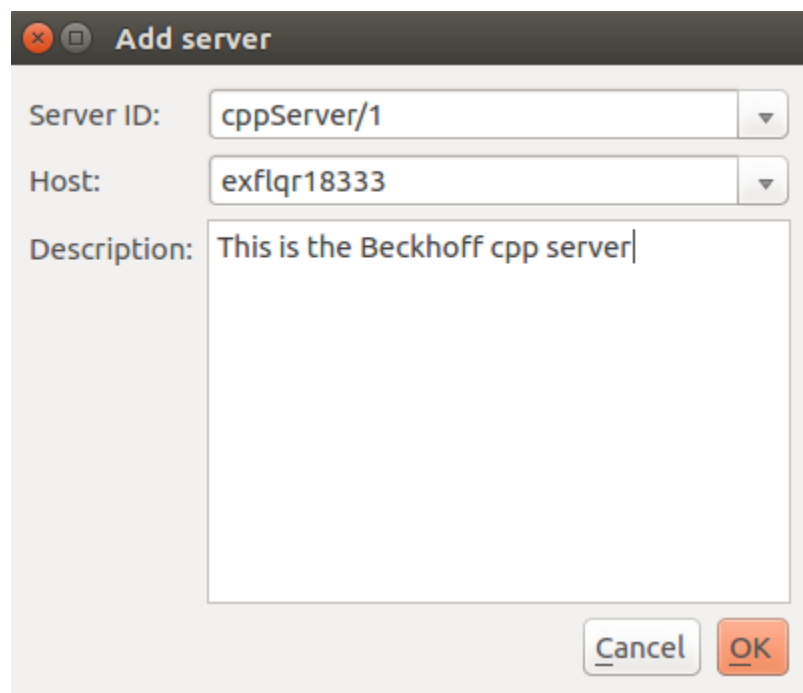 Add server
Server ID: cppServer/1
Host: exflqr18333
Description: This is the Beckhoff cpp server
Cancel OK